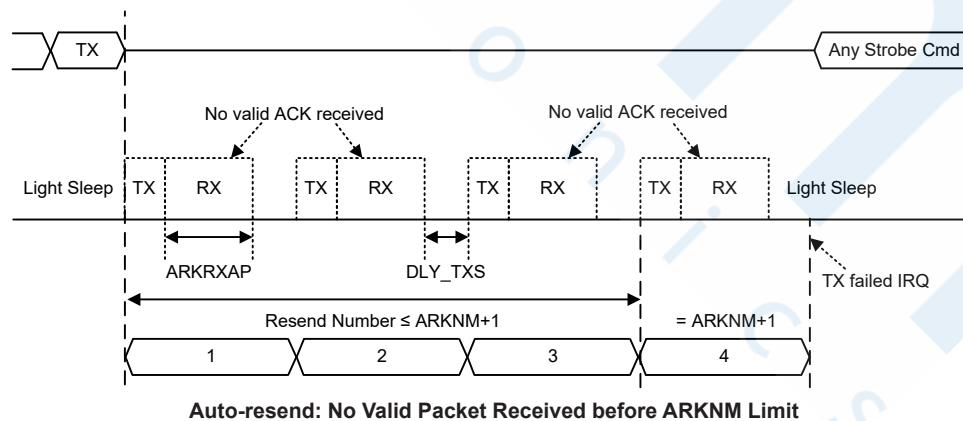 TX
Any Strobe Cmd
No valid ACK received
No valid ACK received
Light Sleep
TX
RX
TX
RX
TX
RX
TX
RX
Light Sleep
ARKRXAP
DLY_TXS
TX failed IRQ
Resend Number ≤ ARKNM+1
= ARKNM+1
1
2
3
4
Auto-resend: No Valid Packet Received before ARKNM Limit